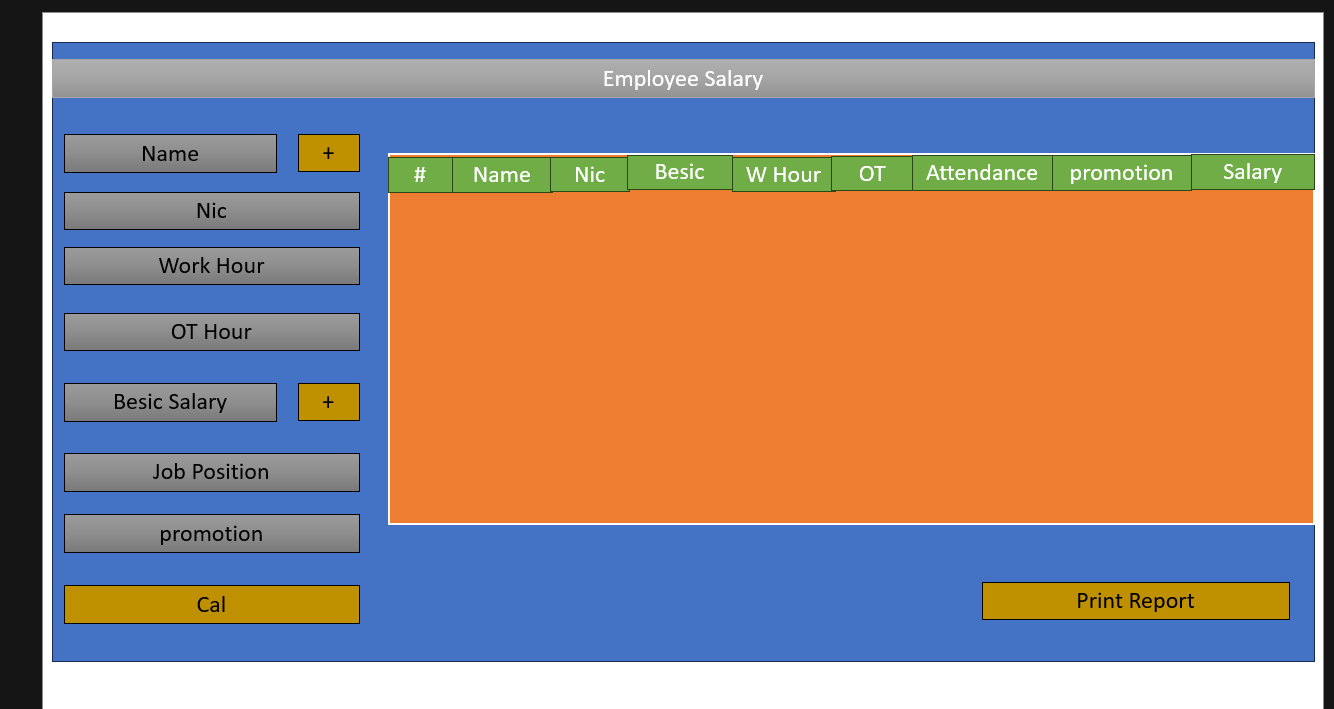 Employee Salary
Name +
Nic
Work Hour
OT Hour
Besic Salary +
Job Position
promotion
Cal
# Name Nic Besic W Hour OT Attendance promotion Salary
Print Report